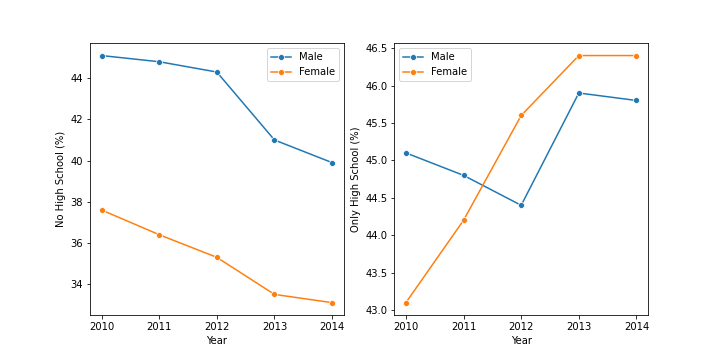 No High School (%)
44
42
40
38
36
34
2010 2011 2012 2013 2014
Year
Male
Female
Only High School (%)
46.5
46.0
45.5
45.0
44.5
44.0
43.5
43.0
2010 2011 2012 2013 2014
Year
Male
Female